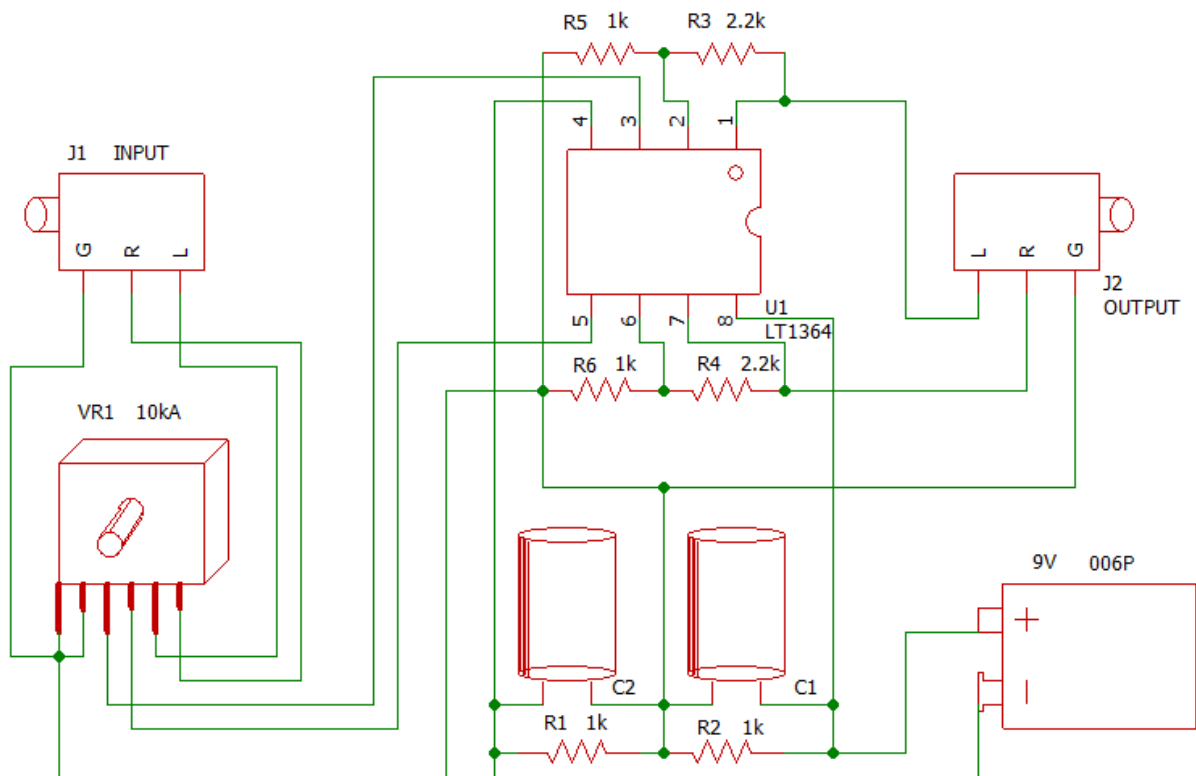 R5 1k R3 2.2k
4 3 2 1
J1 INPUT
G R L
L R G
J2
OUTPUT
U1
LT1364
5 6 7 8
R6 1k R4 2.2k
VR1 10kA
9V 006P
+
−
C2 C1
R1 1k R2 1k